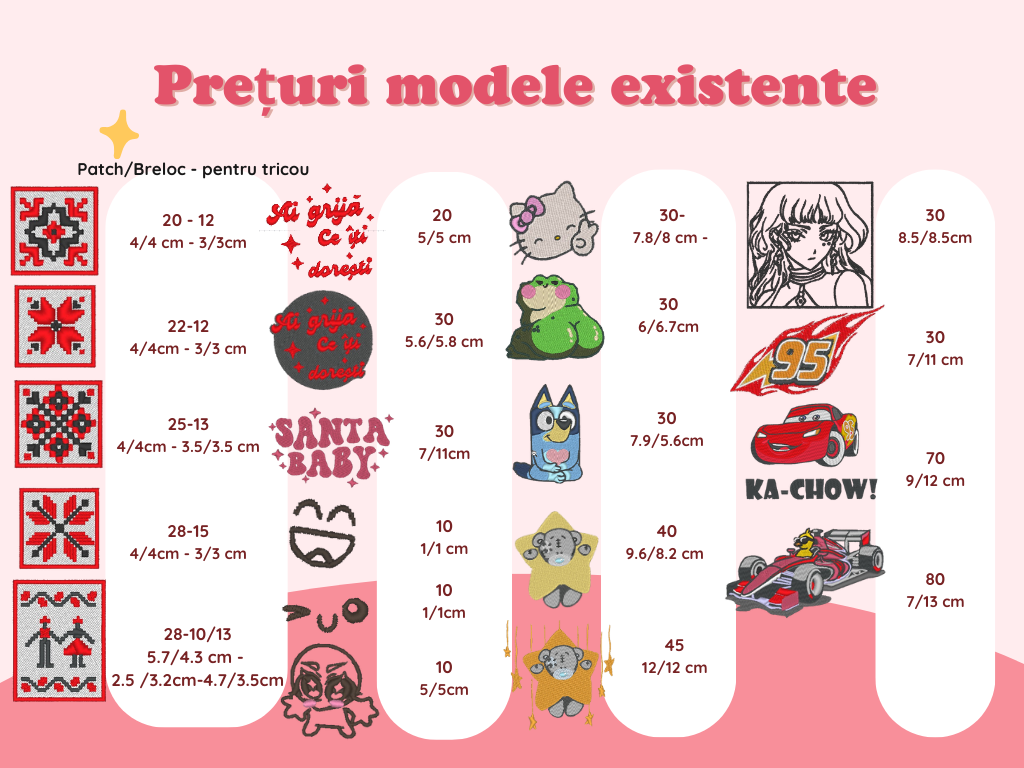 Prețuri modele existente
Patch/Breloc - pentru tricou
20 - 12
4/4 cm - 3/3cm
22-12
4/4cm - 3/3 cm
25-13
4/4cm - 3.5/3.5 cm
28-15
4/4cm - 3/3 cm
28-10/13
5.7/4.3 cm -
2.5 /3.2cm-4.7/3.5cm
Ai grijă
Ce îți
dorești
Ai grijă
Ce îți
dorești
SANTA
BABY
20
5/5 cm
30
5.6/5.8 cm
30
7/11cm
10
1/1 cm
10
1/1cm
10
5/5cm
30-
7.8/8 cm -
30
6/6.7cm
30
7.9/5.6cm
40
9.6/8.2 cm
45
12/12 cm
95
KA-CHOW!
30
8.5/8.5cm
30
7/11 cm
70
9/12 cm
80
7/13 cm